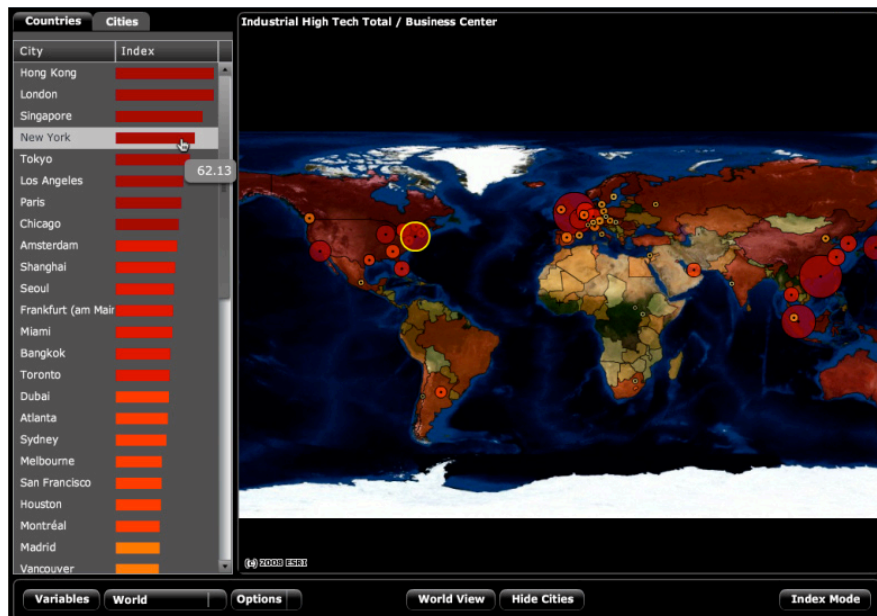 Countries Cities
Industrial High Tech Total / Business Center
City Index
Hong Kong
London
Singapore
New York
62.13
Tokyo
Los Angeles
Paris
Chicago
Amsterdam
Shanghai
Seoul
Frankfurt (am Mair
Miami
Bangkok
Toronto
Dubai
Atlanta
Sydney
Melbourne
San Francisco
Houston
Montréal
Madrid
Vancouver
(c) 2008 ESRI
Variables World Options World View Hide Cities Index Mode